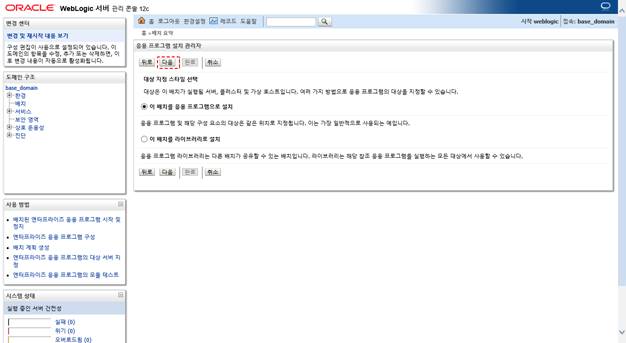 ORACLE WebLogic 서버 관리 콘솔 12c
변경 센터
변경 및 재시작 내용 보기
구성 편집이 사용으로 설정되어 있습니다. 이
도메인의 항목을 수정, 추가 또는 삭제하면, 이
후 변경 내용이 자동으로 활성화됩니다.
도메인 구조
base_domain
환경
배치
서비스
보안 영역
상호 운용성
진단
사용 방법
배치된 엔터프라이즈 응용 프로그램 시작 및
정지
엔터프라이즈 응용 프로그램 구성
배치 계획 생성
엔터프라이즈 응용 프로그램의 대상 서버 지
정
엔터프라이즈 응용 프로그램의 모듈 테스트
시스템 상태
실행 중인 서버 건전성
실패 (0)
위기 (0)
오버로드됨 (0)
홈 로그아웃 환경설정 레코드 도움말
시작 weblogic 접속: base_domain
홈 >배치 요약
응용 프로그램 설치 관리자
뒤로 다음 완료 취소
대상 지정 스타일 선택
대상은 이 배치가 실행될 서버, 클러스터 및 가상 호스트입니다. 여러 가지 방법으로 응용 프로그램의 대상을 지정할 수 있습니다.
이 배치를 응용 프로그램으로 설치
응용 프로그램 및 해당 구성 요소의 대상은 같은 위치로 지정됩니다. 이는 가장 일반적으로 사용되는 예입니다.
이 배치를 라이브러리로 설치
응용 프로그램 라이브러리는 다른 배치가 공유할 수 있는 배치입니다. 라이브러리는 해당 참조 응용 프로그램을 실행하는 모든 대상에서 사용할 수 있습니다.
뒤로 다음 완료 취소